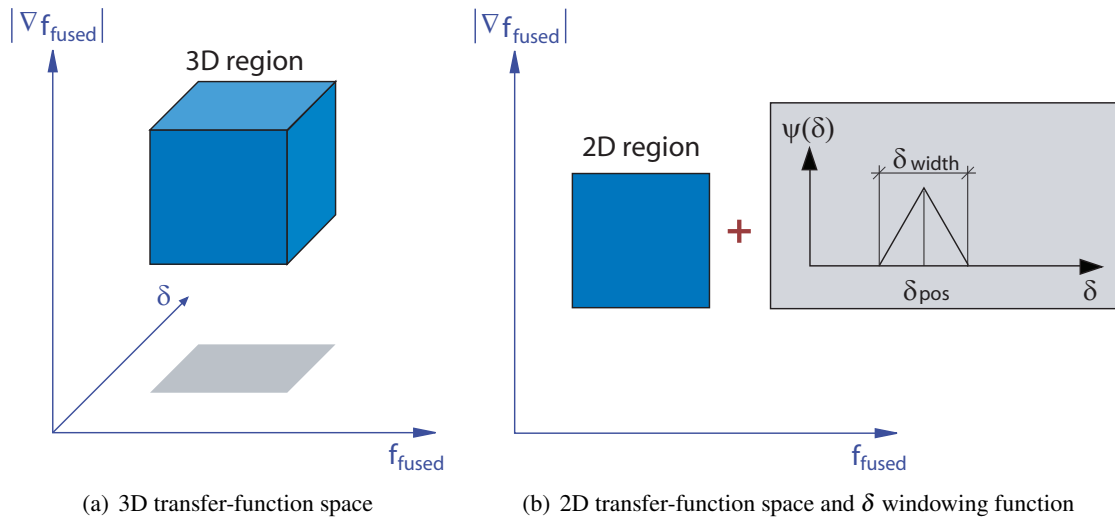 |∇f_fused|
3D region
δ
f_fused
(a) 3D transfer-function space
|∇f_fused|
2D region
+
ψ(δ)
δ_width
δ_pos
δ
f_fused
(b) 2D transfer-function space and δ windowing function